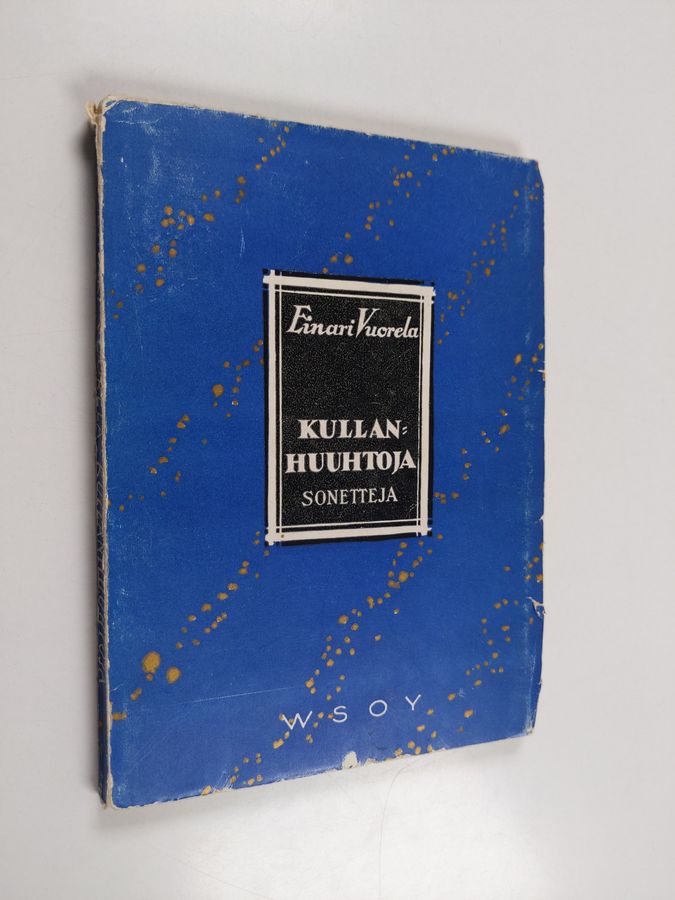 Einari Vuorela
KULLAN=
HUUHTOJA
SONETTEJA
WSOY